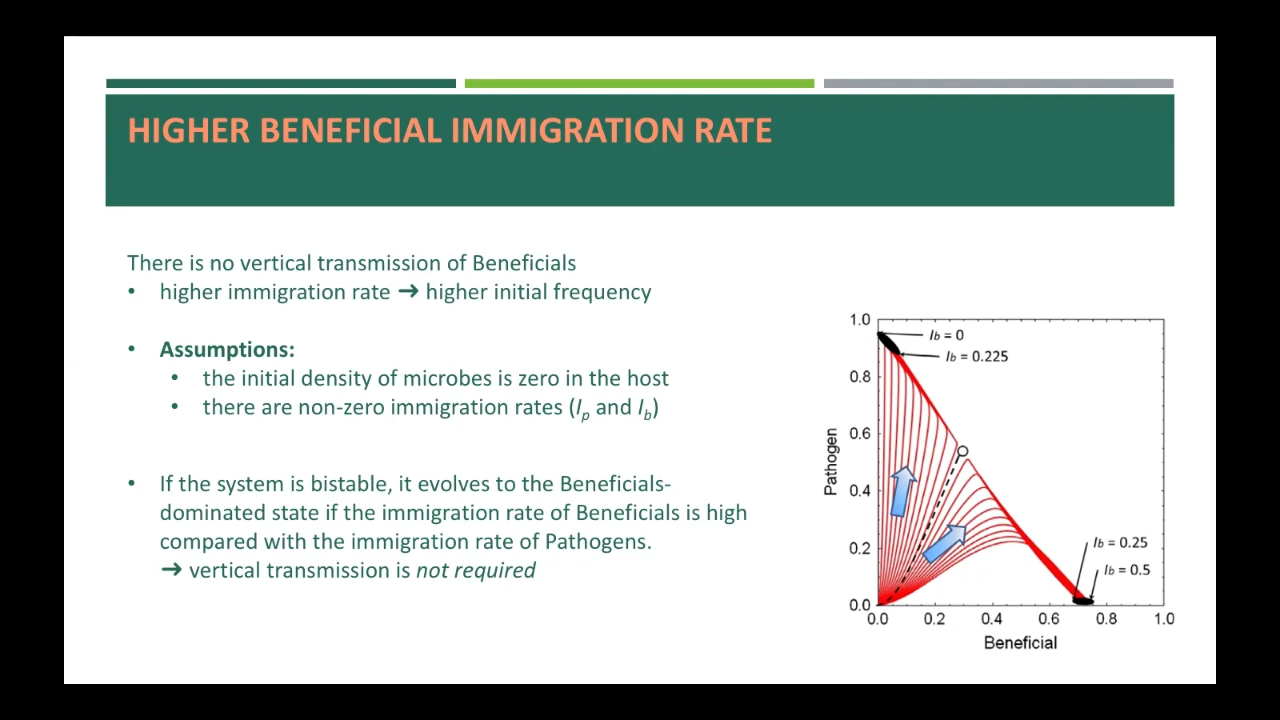 HIGHER BENEFICIAL IMMIGRATION RATE
There is no vertical transmission of Beneficials
• higher immigration rate ➔ higher initial frequency
• Assumptions:
• the initial density of microbes is zero in the host
• there are non-zero immigration rates (Ip and Ib)
• If the system is bistable, it evolves to the Beneficials-
dominated state if the immigration rate of Beneficials is high
compared with the immigration rate of Pathogens.
➔ vertical transmission is not required
1.0
0.8
0.6
0.4
0.2
0.0
Pathogen
Ib = 0
Ib = 0.225
Ib = 0.25
Ib = 0.5
0.0 0.2 0.4 0.6 0.8 1.0
Beneficial